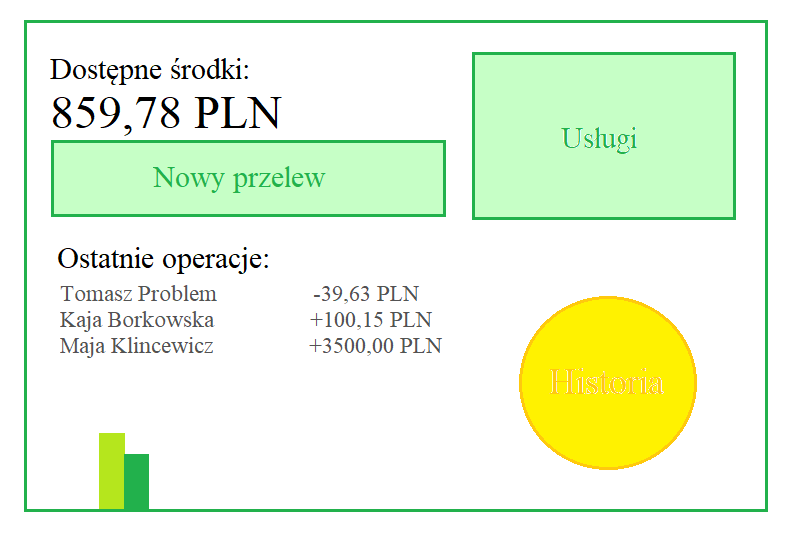 Dostępne środki:
859,78 PLN
Nowy przelew
Usługi
Ostatnie operacje:
Tomasz Problem -39,63 PLN
Kaja Borkowska +100,15 PLN
Maja Klincewicz +3500,00 PLN
Historia